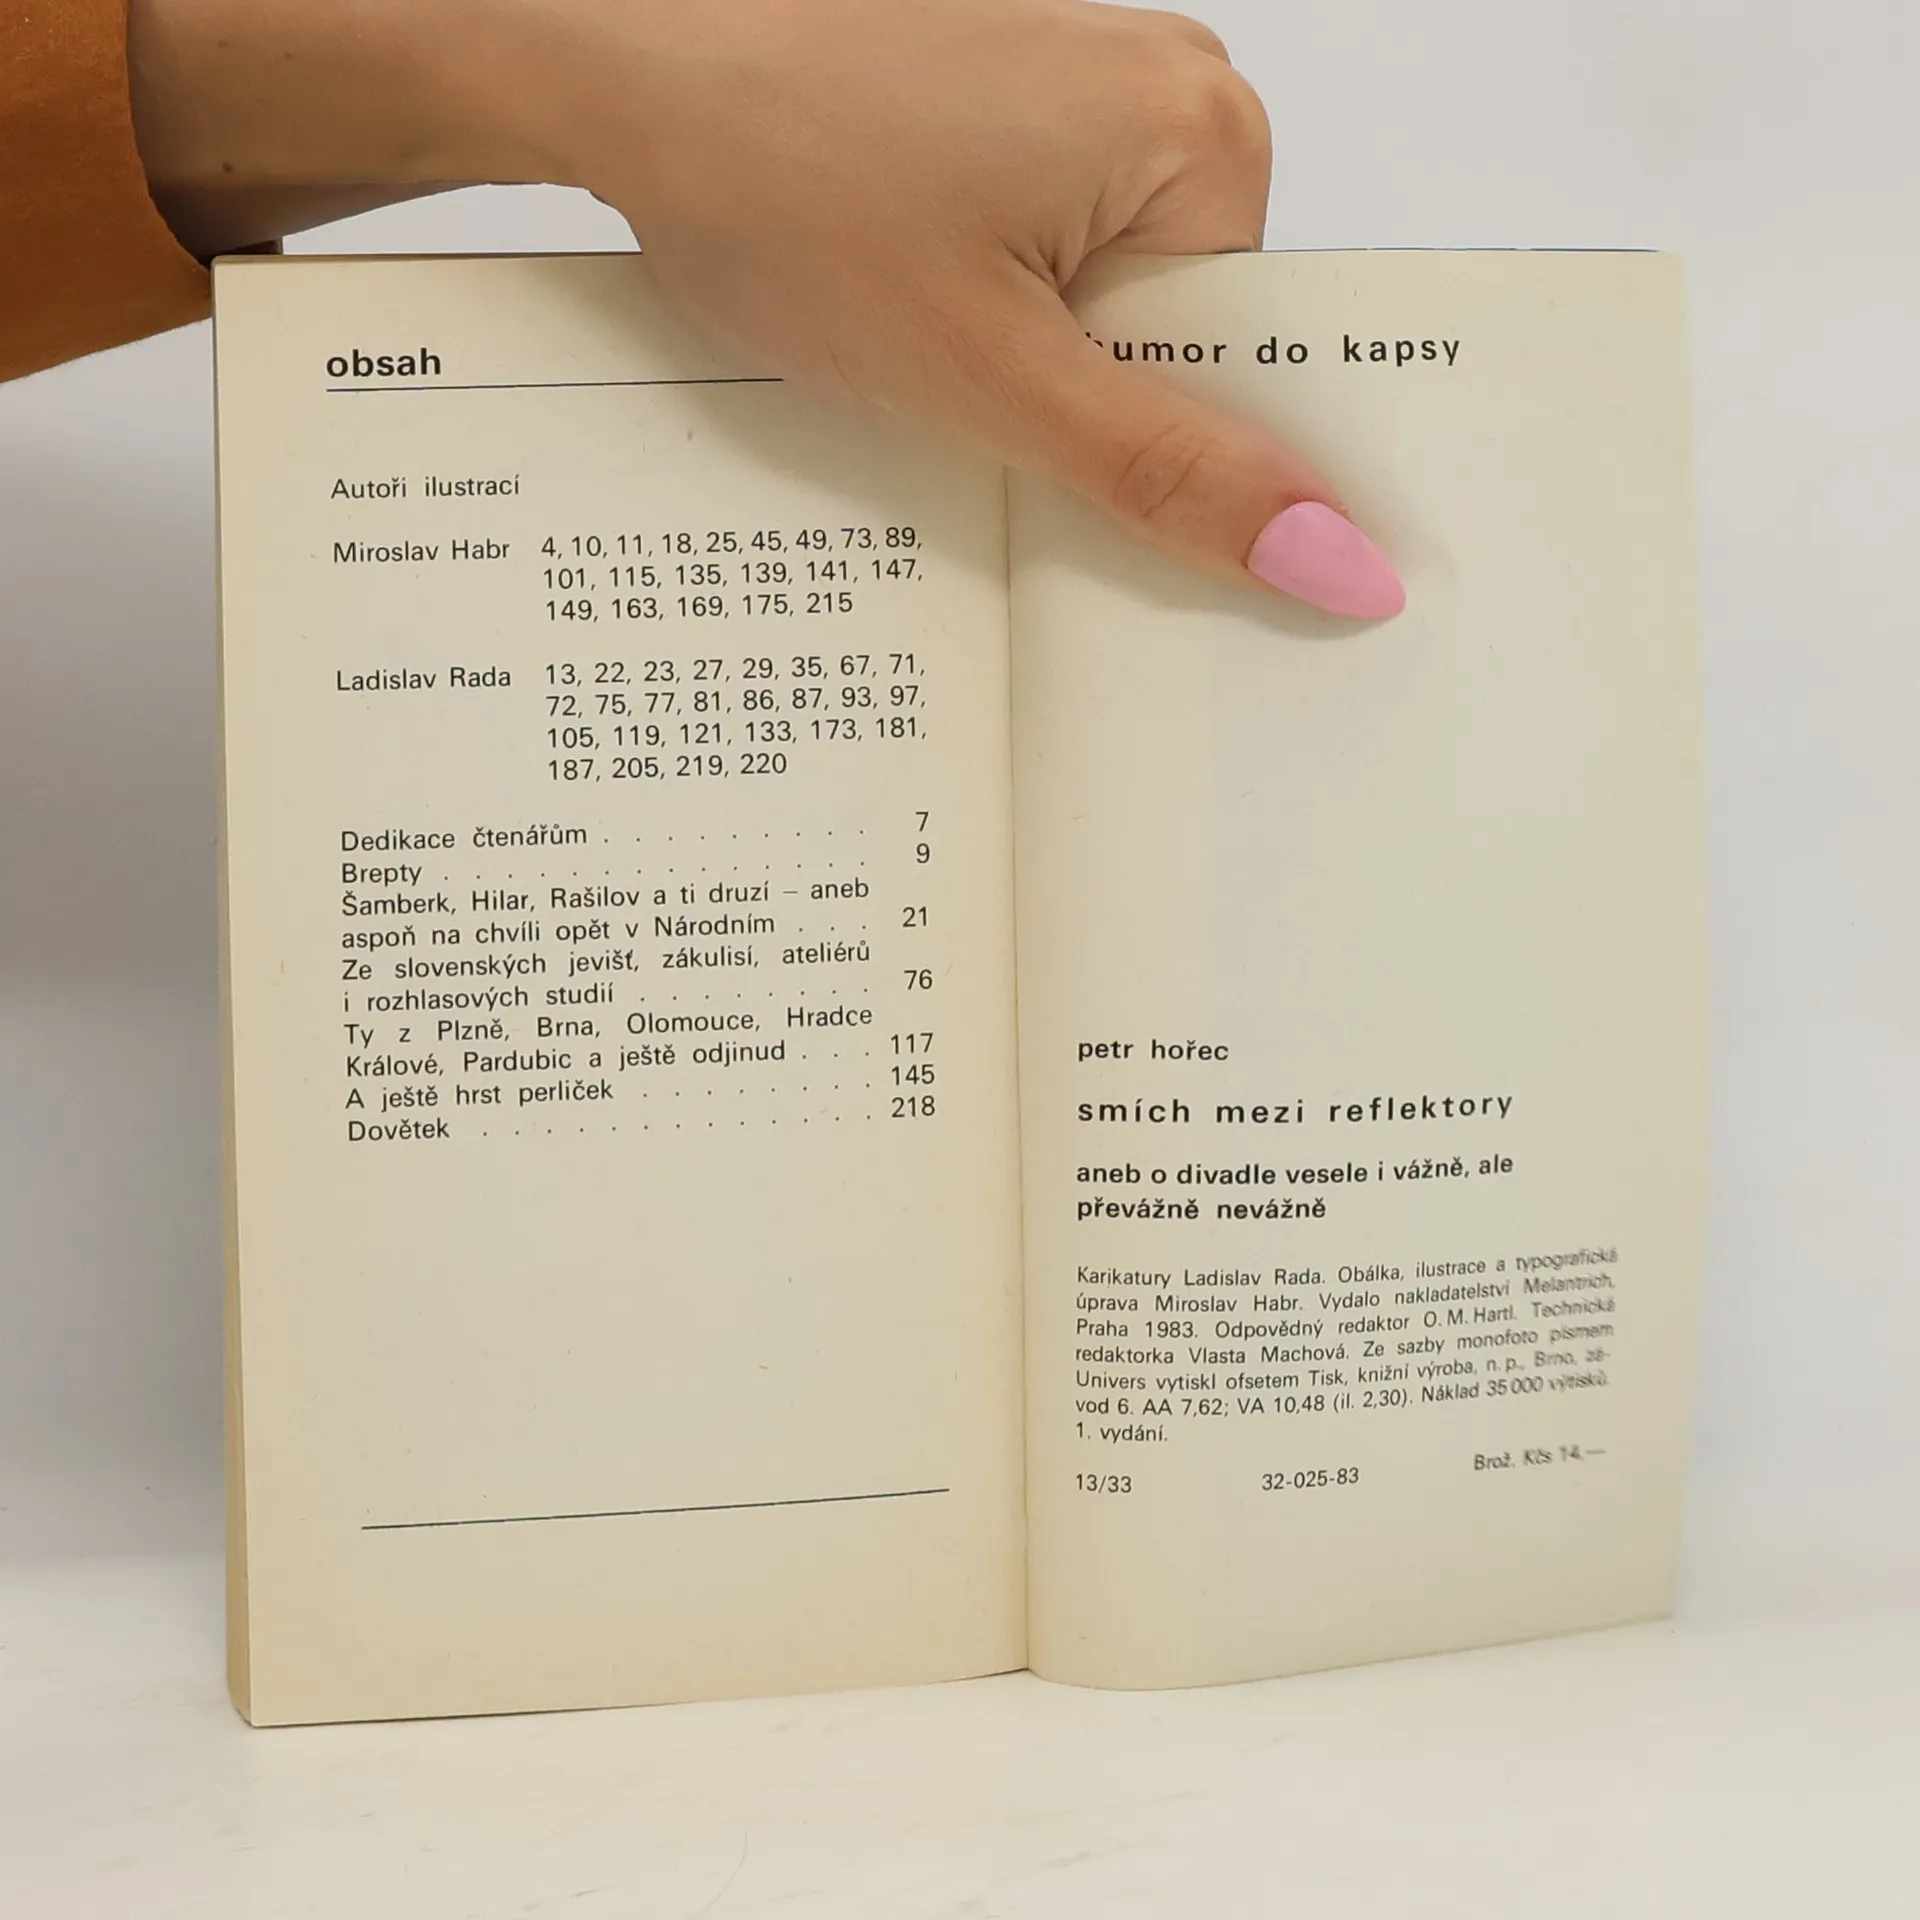 obsah
Autoři ilustrací
Miroslav Habr 4, 10, 11, 18, 25, 45, 49, 73, 89,
101, 115, 135, 139, 141, 147,
149, 163, 169, 175, 215
Ladislav Rada 13, 22, 23, 27, 29, 35, 67, 71,
72, 75, 77, 81, 86, 87, 93, 97,
105, 119, 121, 133, 173, 181,
187, 205, 219, 220
Dedikace čtenářům . . . . . . . . . 7
Brepty . . . . . . . . . . . . . . 9
Šamberk, Hilar, Rašilov a ti druzí – aneb
aspoň na chvíli opět v Národním . . . 21
Ze slovenských jevišť, zákulisí, ateliérů
i rozhlasových studií . . . . . . . . 76
Ty z Plzně, Brna, Olomouce, Hradce
Králové, Pardubic a ještě odjinud . . . 117
A ještě hrst perliček . . . . . . . . 145
Dovětek . . . . . . . . . . . . . 218
humor do kapsy
petr hořec
smích mezi reflektory
aneb o divadle vesele i vážně, ale
převážně nevážně
Karikatury Ladislav Rada. Obálka, ilustrace a typografická
úprava Miroslav Habr. Vydalo nakladatelství Melantrich,
Praha 1983. Odpovědný redaktor O. M. Hartl. Technická
redaktorka Vlasta Machová. Ze sazby monofoto písmem
Univers vytiskl ofsetem Tisk, knižní výroba, n. p., Brno, zá-
vod 6. AA 7,62; VA 10,48 (il. 2,30). Náklad 35 000 výtisků.
1. vydání.
13/33 32-025-83 Brož. Kčs 14,—